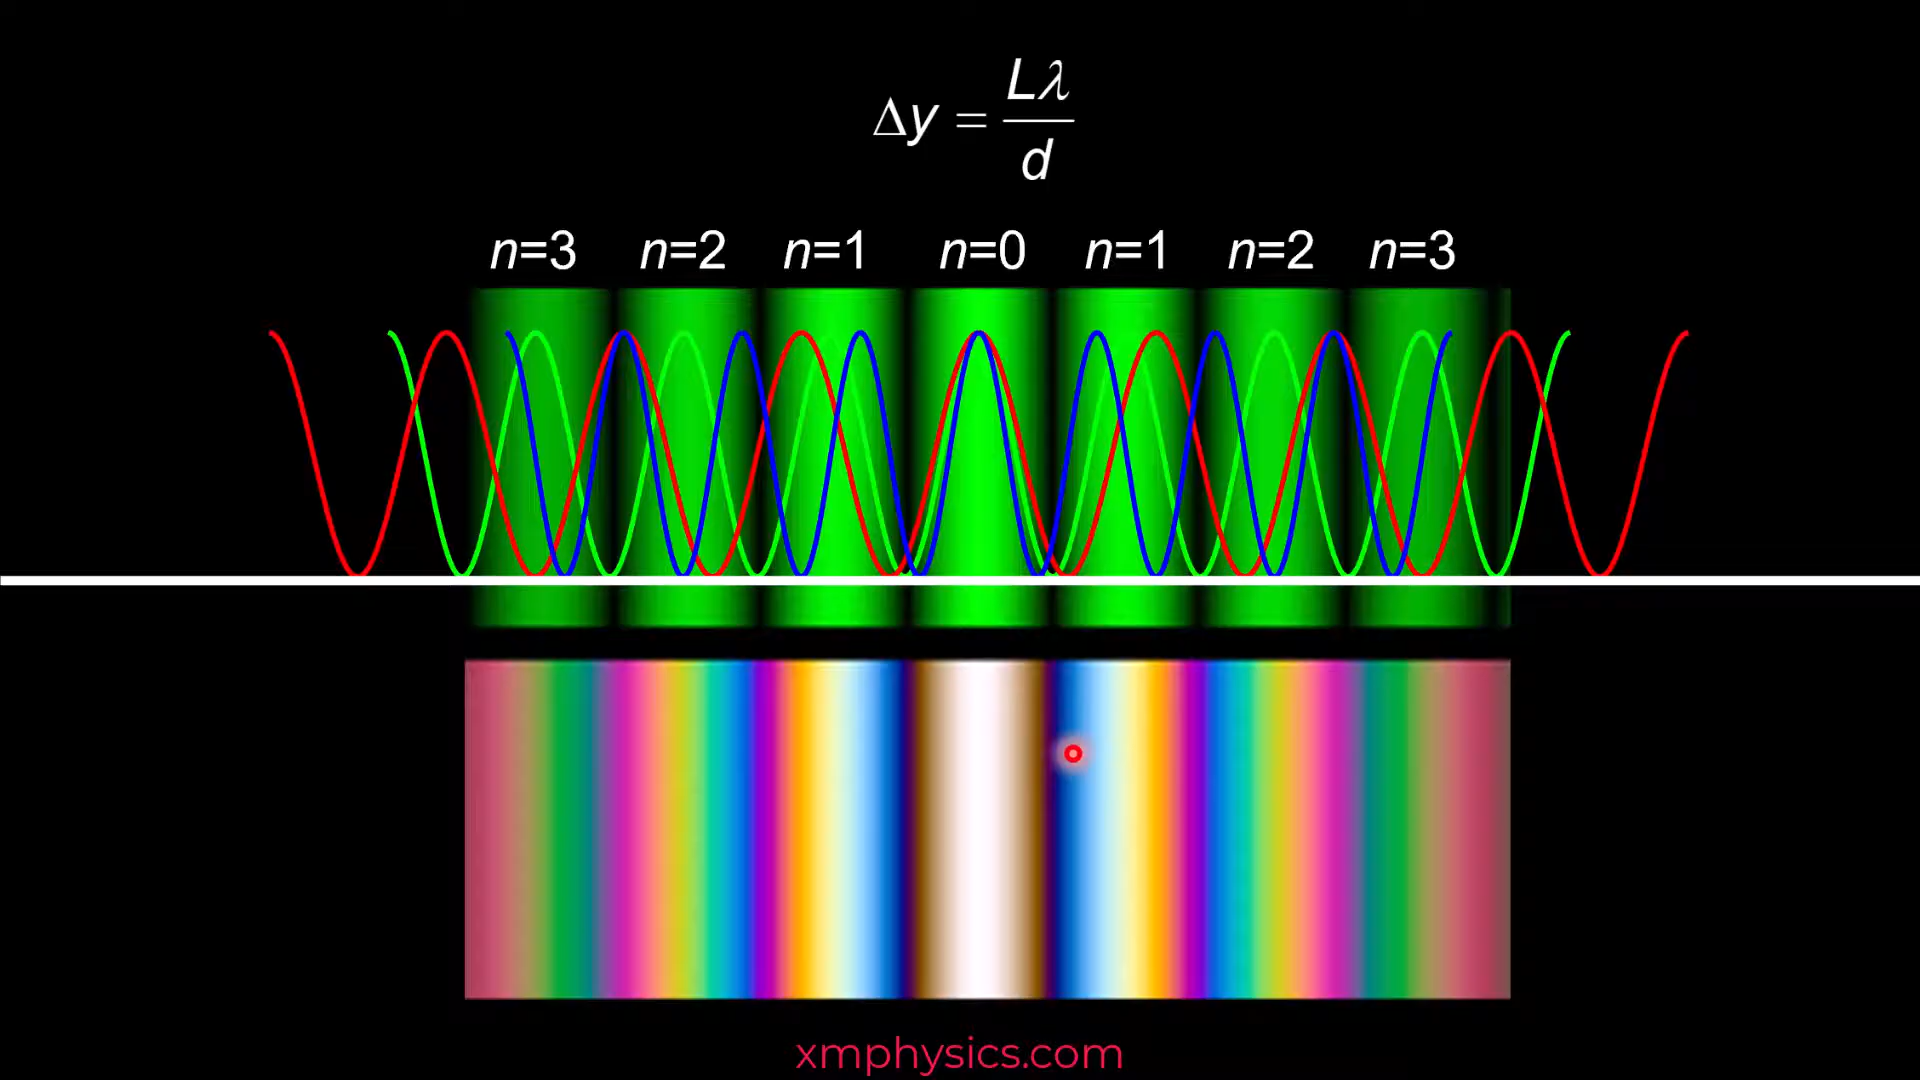 Δy = Lλ/d
n=3 n=2 n=1 n=0 n=1 n=2 n=3
xmphysics.com